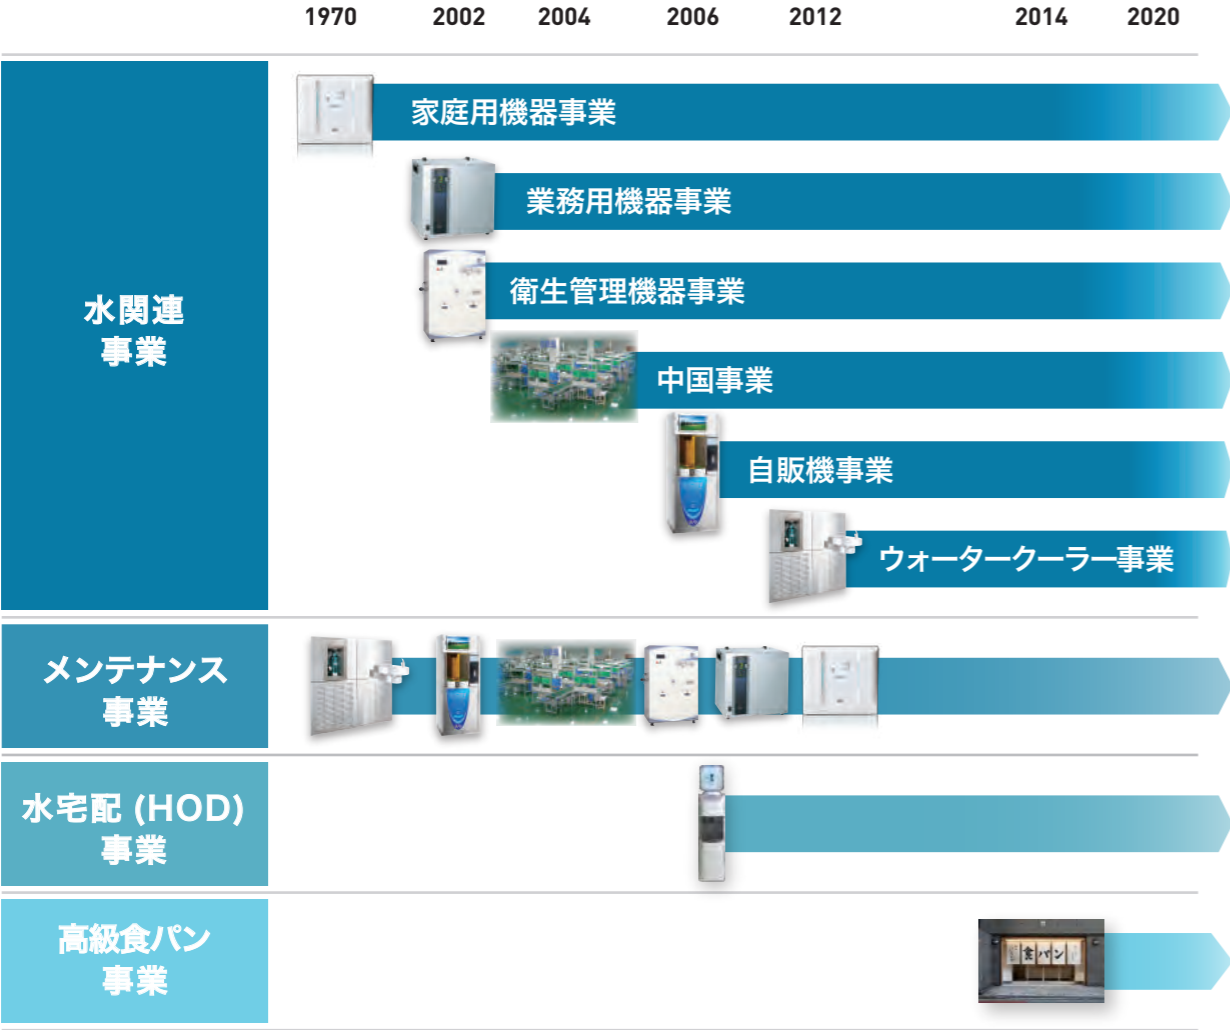 1970 2002 2004 2006 2012 2014 2020
水関連
事業
家庭用機器事業
業務用機器事業
衛生管理機器事業
中国事業
自販機事業
ウォータークーラー事業
メンテナンス
事業
水宅配 (HOD)
事業
高級食パン
事業
食パン